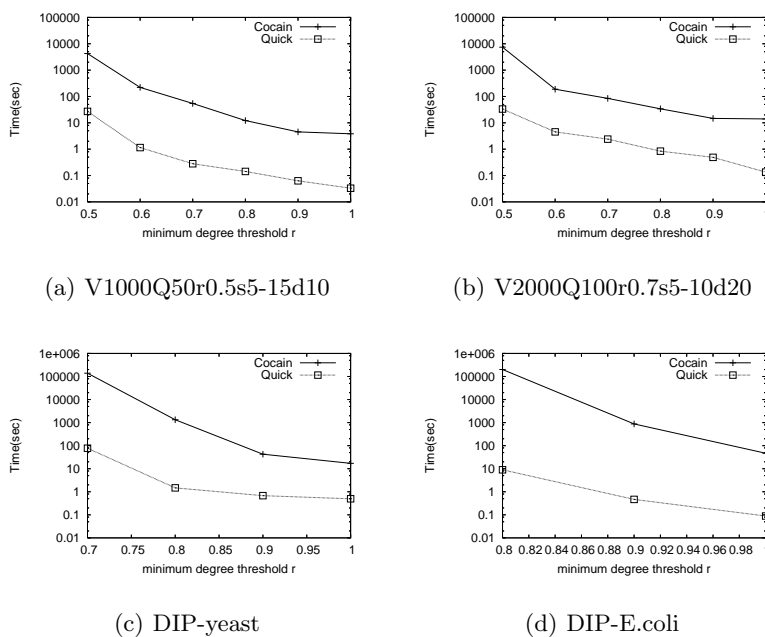 100000
10000
1000
100
10
1
0.1
0.01
Time(sec)
Cocain
Quick
0.5 0.6 0.7 0.8 0.9 1
minimum degree threshold r
(a) V1000Q50r0.5s5-15d10
100000
10000
1000
100
10
1
0.1
0.01
Time(sec)
Cocain
Quick
0.5 0.6 0.7 0.8 0.9 1
minimum degree threshold r
(b) V2000Q100r0.7s5-10d20
1e+006
100000
10000
1000
100
10
1
0.1
0.01
Time(sec)
Cocain
Quick
0.7 0.75 0.8 0.85 0.9 0.95 1
minimum degree threshold r
(c) DIP-yeast
1e+006
100000
10000
1000
100
10
1
0.1
0.01
Time(sec)
Cocain
Quick
0.8 0.82 0.84 0.86 0.88 0.9 0.92 0.94 0.96 0.98 1
minimum degree threshold r
(d) DIP-E.coli